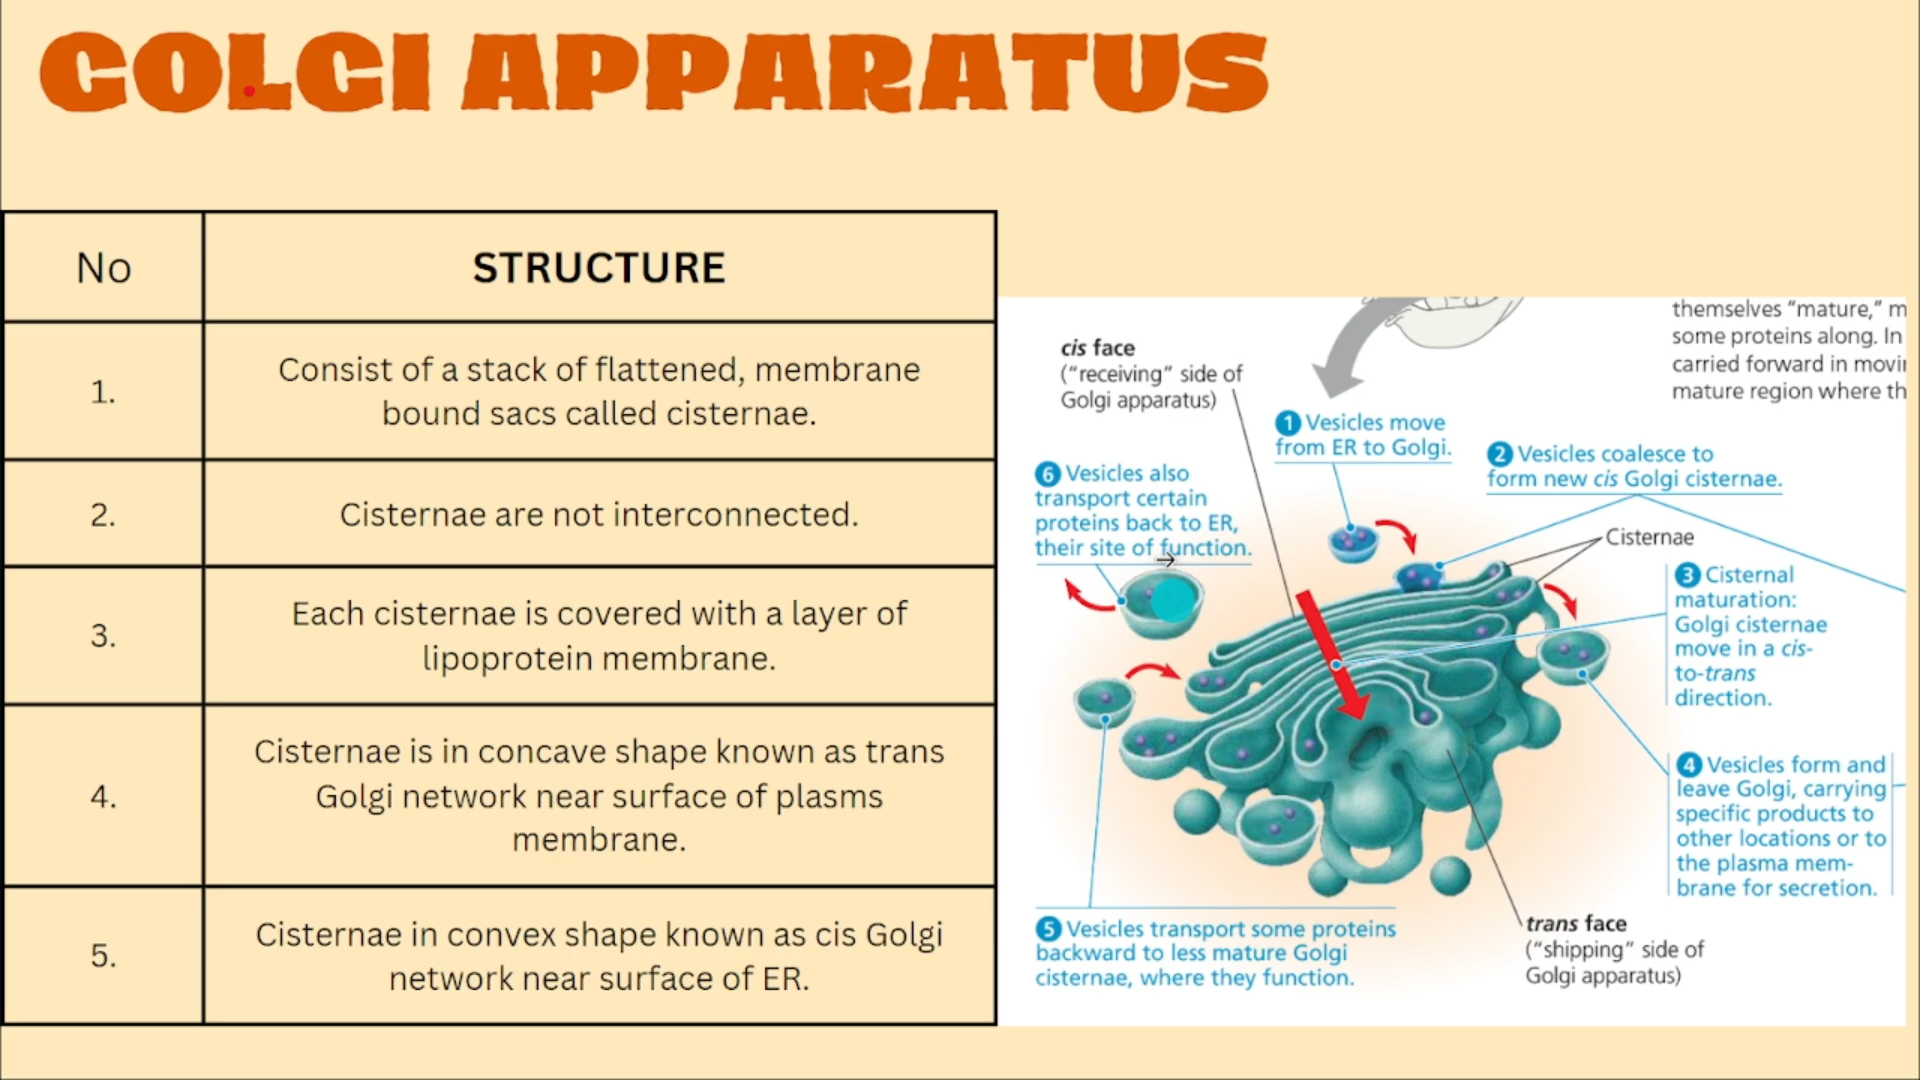 GOLGI APPARATUS
No
STRUCTURE
1.
Consist of a stack of flattened, membrane
bound sacs called cisternae.
2.
Cisternae are not interconnected.
3.
Each cisternae is covered with a layer of
lipoprotein membrane.
4.
Cisternae is in concave shape known as trans
Golgi network near surface of plasms
membrane.
5.
Cisternae in convex shape known as cis Golgi
network near surface of ER.
themselves “mature,” m
some proteins along. In
carried forward in movi
mature region where th
cis face
(“receiving” side of
Golgi apparatus)
1 Vesicles move
from ER to Golgi.
2 Vesicles coalesce to
form new cis Golgi cisternae.
6 Vesicles also
transport certain
proteins back to ER,
their site of function.
Cisternae
3 Cisternal
maturation:
Golgi cisternae
move in a cis-
to-trans
direction.
4 Vesicles form and
leave Golgi, carrying
specific products to
other locations or to
the plasma mem-
brane for secretion.
5 Vesicles transport some proteins
backward to less mature Golgi
cisternae, where they function.
trans face
(“shipping” side of
Golgi apparatus)